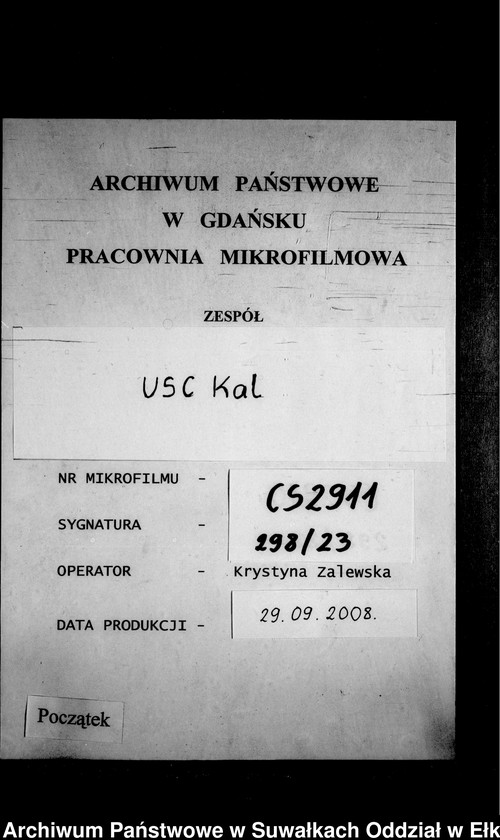 ARCHIWUM PAŃSTWOWE
W GDAŃSKU
PRACOWNIA MIKROFILMOWA
ZESPÓŁ
USC Kal
NR MIKROFILMU - CS2911
SYGNATURA - 298/23
OPERATOR - Krystyna Zalewska
DATA PRODUKCJI - 29.09.2008.
Początek
Archiwum Państwowe w Suwałkach Oddział w Ełk